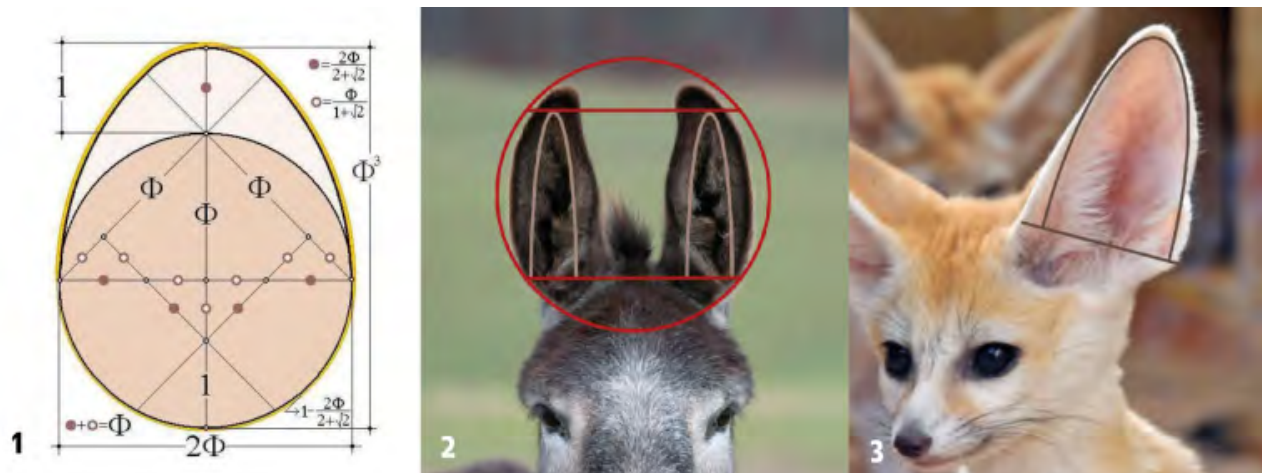 1
● = 2Φ / 2+√2
○ = Φ / 1+√2
Φ³
Φ
Φ
Φ
1
→1- 2Φ / 2+√2
●+○=Φ
2Φ
1
2
3